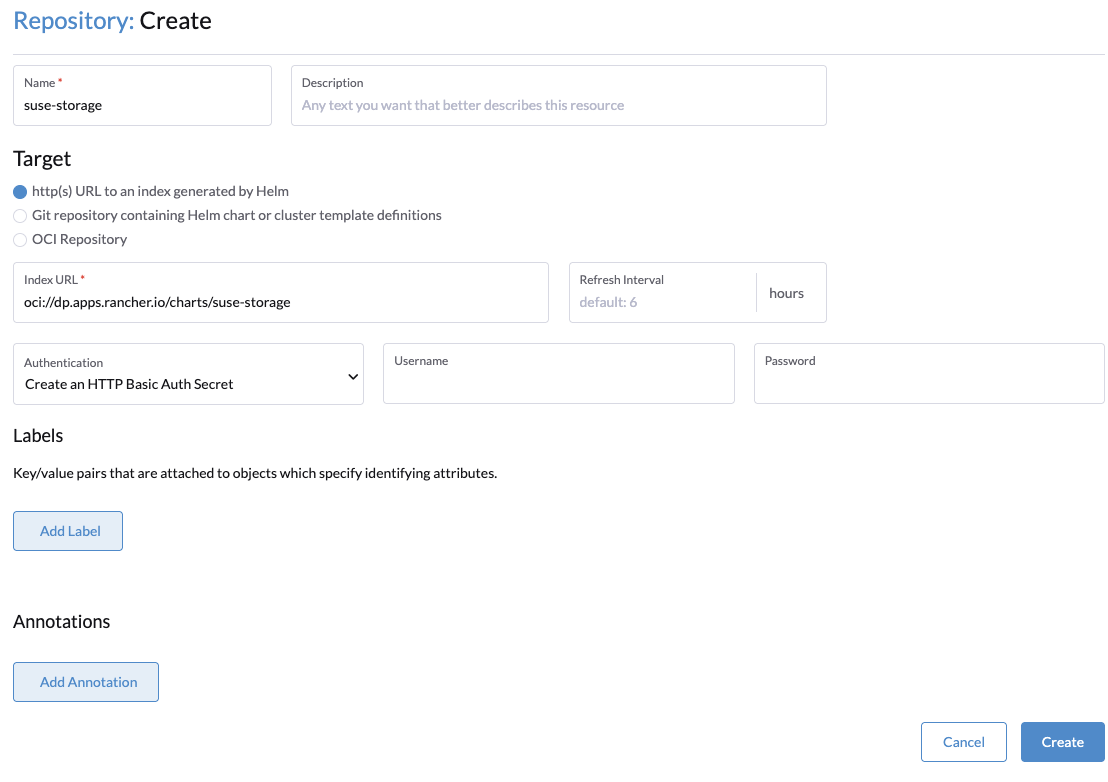 Repository: Create
Name *
suse-storage
Description
Any text you want that better describes this resource
Target
http(s) URL to an index generated by Helm
Git repository containing Helm chart or cluster template definitions
OCI Repository
Index URL *
oci://dp.apps.rancher.io/charts/suse-storage
Refresh Interval
default: 6
hours
Authentication
Create an HTTP Basic Auth Secret
Username
Password
Labels
Key/value pairs that are attached to objects which specify identifying attributes.
Add Label
Annotations
Add Annotation
Cancel
Create